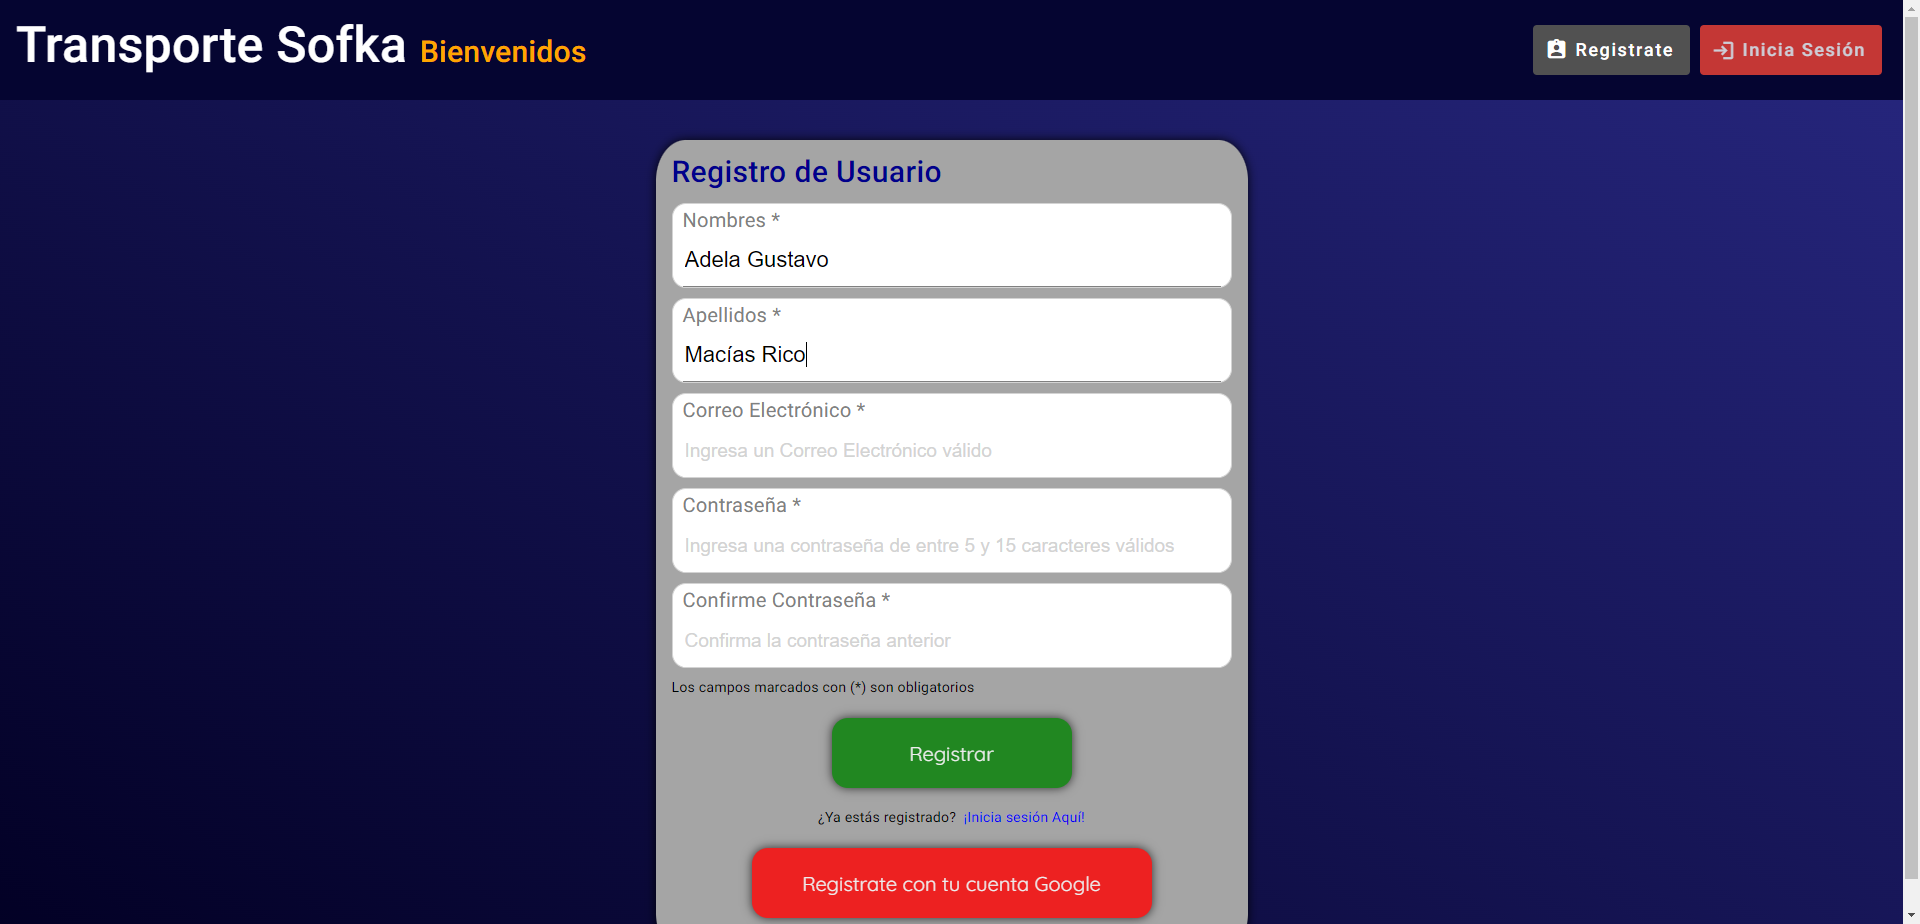 Transporte Sofka Bienvenidos
Registrate
Inicia Sesión
Registro de Usuario
Nombres *
Adela Gustavo
Apellidos *
Macías Rico
Correo Electrónico *
Ingresa un Correo Electrónico válido
Contraseña *
Ingresa una contraseña de entre 5 y 15 caracteres válidos
Confirme Contraseña *
Confirma la contraseña anterior
Los campos marcados con (*) son obligatorios
Registrar
¿Ya estás registrado? ¡Inicia sesión Aquí!
Registrate con tu cuenta Google